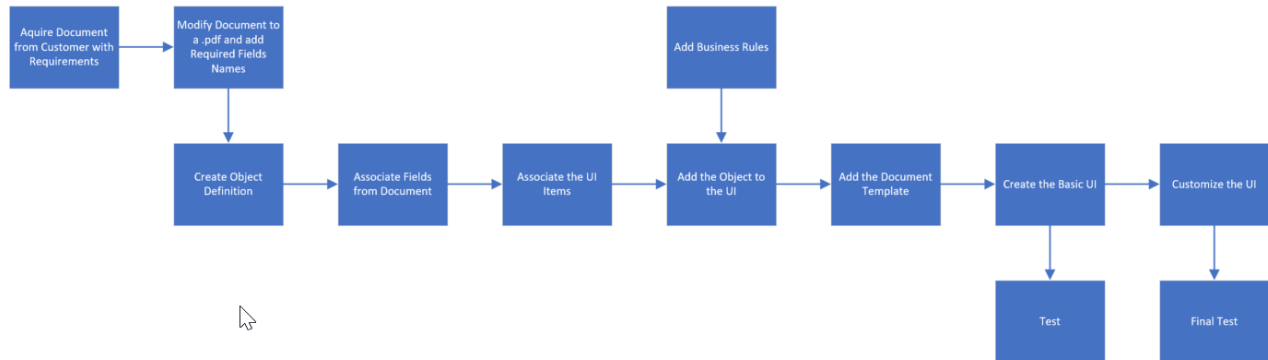 Aquire Document
from Customer with
Requirements
Modify Document to
a .pdf and add
Required Fields
Names
Add Business Rules
Create Object
Definition
Associate Fields
from Document
Associate the UI
Items
Add the Object to
the UI
Add the Document
Template
Create the Basic UI
Customize the UI
Test
Final Test